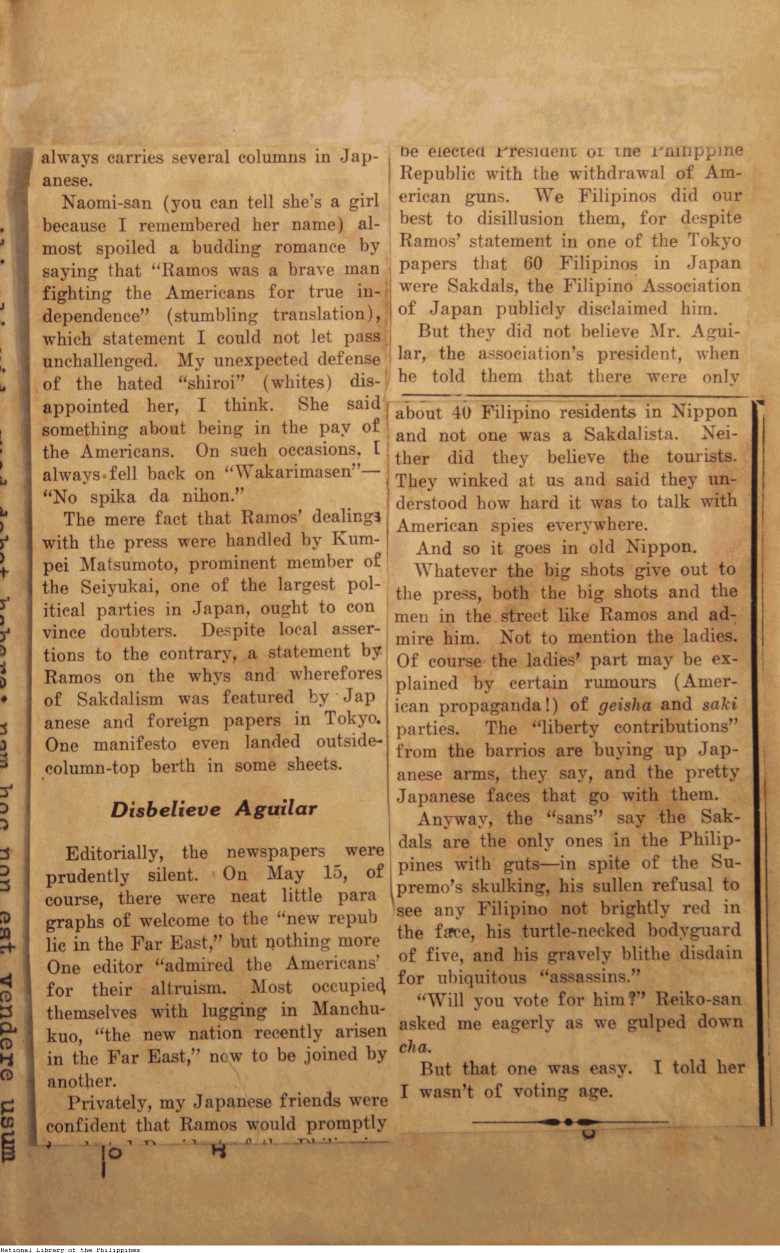 always carries several columns in Jap-
anese.
Naomi-san (you can tell she's a girl
because I remembered her name) al-
most spoiled a budding romance by
saying that "Ramos was a brave man
fighting the Americans for true in-
dependence" (stumbling translation),
which statement I could not let pass
unchallenged. My unexpected defense
of the hated "shiroi" (whites) dis-
appointed her, I think. She said
something about being in the pay of
the Americans. On such occasions, I
always fell back on "Wakarimasen"—
"No spika da nihon."
The mere fact that Ramos' dealings
with the press were handled by Kum-
pei Matsumoto, prominent member of
the Seiyukai, one of the largest pol-
itical parties in Japan, ought to con
vince doubters. Despite local asser-
tions to the contrary, a statement by
Ramos on the whys and wherefores
of Sakdalism was featured by Jap
anese and foreign papers in Tokyo.
One manifesto even landed outside-
column-top berth in some sheets.
Disbelieve Aguilar
Editorially, the newspapers were
prudently silent. On May 15, of
course, there were neat little para
graphs of welcome to the "new repub
lic in the Far East," but nothing more
One editor "admired the Americans'
for their altruism. Most occupied
themselves with lugging in Manchu-
kuo, "the new nation recently arisen
in the Far East," now to be joined by
another.
Privately, my Japanese friends were
confident that Ramos would promptly
be elected President of the Philippine
Republic with the withdrawal of Am-
erican guns. We Filipinos did our
best to disillusion them, for despite
Ramos' statement in one of the Tokyo
papers that 60 Filipinos in Japan
were Sakdals, the Filipino Association
of Japan publicly disclaimed him.
But they did not believe Mr. Agui-
lar, the association's president, when
he told them that there were only
about 40 Filipino residents in Nippon
and not one was a Sakdalista. Nei-
ther did they believe the tourists.
They winked at us and said they un-
derstood how hard it was to talk with
American spies everywhere.
And so it goes in old Nippon.
Whatever the big shots give out to
the press, both the big shots and the
men in the street like Ramos and ad-
mire him. Not to mention the ladies.
Of course the ladies' part may be ex-
plained by certain rumours (Amer-
ican propaganda!) of geisha and saki
parties. The "liberty contributions"
from the barrios are buying up Jap-
anese arms, they say, and the pretty
Japanese faces that go with them.
Anyway, the "sans" say the Sak-
dals are the only ones in the Philip-
pines with guts—in spite of the Su-
premo's skulking, his sullen refusal to
see any Filipino not brightly red in
the face, his turtle-necked bodyguard
of five, and his gravely blithe disdain
for ubiquitous "assassins."
"Will you vote for him?" Reiko-san
asked me eagerly as we gulped down
cha.
But that one was easy. I told her
I wasn't of voting age.
hoc non est vendere usum
National Library of the Philippines